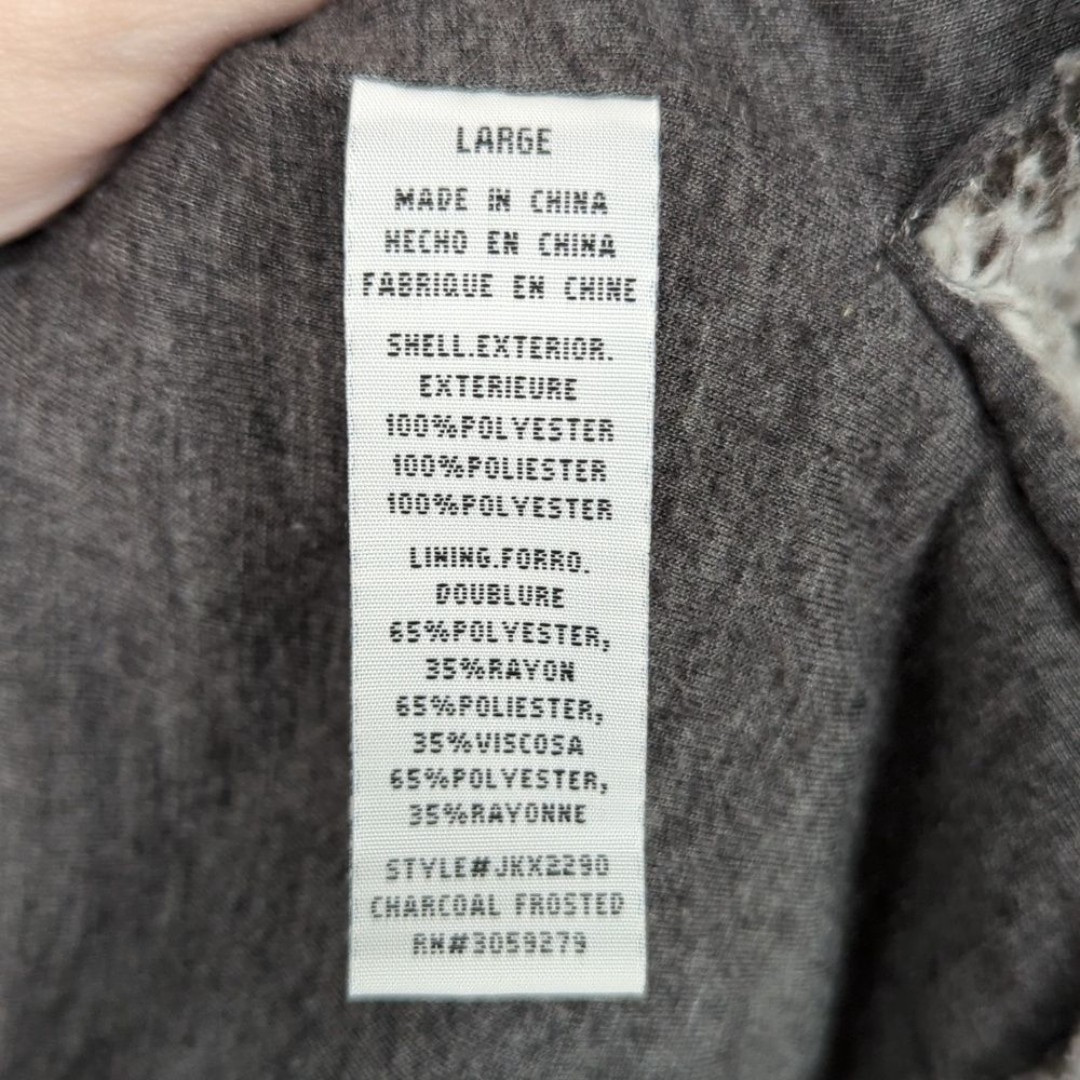 LARGE
MADE IN CHINA
HECHO EN CHINA
FABRIQUE EN CHINE
SHELL.EXTERIOR.
EXTERIEURE
100%POLYESTER
100%POLIESTER
100%POLYESTER
LINING.FORRO.
DOUBLURE
65%POLYESTER,
35%RAYON
65%POLIESTER,
35%VISCOSA
65%POLYESTER,
35%RAYONNE
STYLE#JKX2290
CHARCOAL FROSTED
RN#3059279